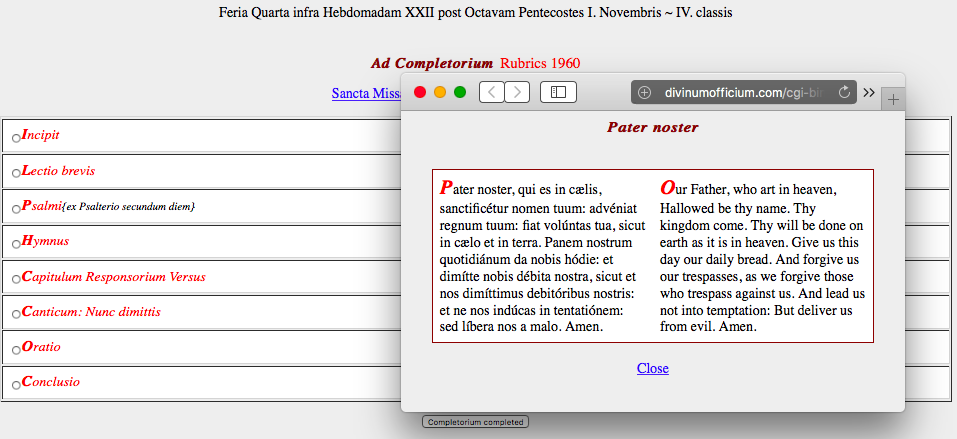 Feria Quarta infra Hebdomadam XXII post Octavam Pentecostes I. Novembris ~ IV. classis
Ad Completorium Rubrics 1960
Sancta Missa
Incipit
Lectio brevis
Psalmi{ex Psalterio secundum diem}
Hymnus
Capitulum Responsorium Versus
Canticum: Nunc dimittis
Oratio
Conclusio
Completorium completed
divinumofficium.com/cgi-bi
Pater noster
Pater noster, qui es in cælis,
sanctificétur nomen tuum: advéniat
regnum tuum: fiat volúntas tua, sicut
in cælo et in terra. Panem nostrum
quotidiánum da nobis hódie: et
dimítte nobis débita nostra, sicut et
nos dimíttimus debitóribus nostris:
et ne nos indúcas in tentatiónem:
sed líbera nos a malo. Amen.
Our Father, who art in heaven,
Hallowed be thy name. Thy
kingdom come. Thy will be done on
earth as it is in heaven. Give us this
day our daily bread. And forgive us
our trespasses, as we forgive those
who trespass against us. And lead us
not into temptation: But deliver us
from evil. Amen.
Close